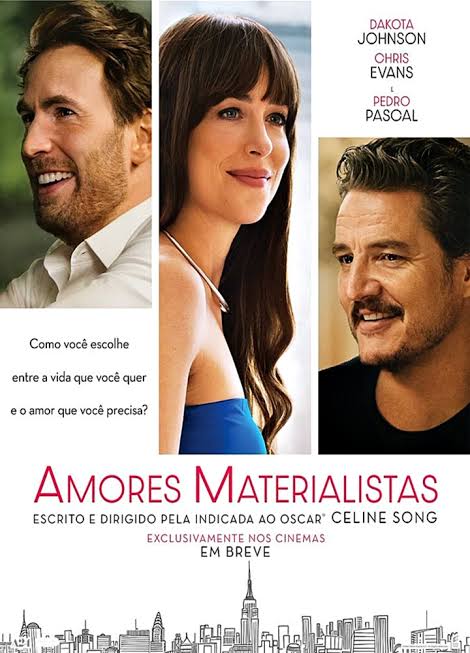 DAKOTA
JOHNSON
CHRIS
EVANS
E
PEDRO
PASCAL
Como você escolhe
entre a vida que você quer
e o amor que você precisa?
AMORES MATERIALISTAS
ESCRITO E DIRIGIDO PELA INDICADA AO OSCAR® CELINE SONG
EXCLUSIVAMENTE NOS CINEMAS
EM BREVE